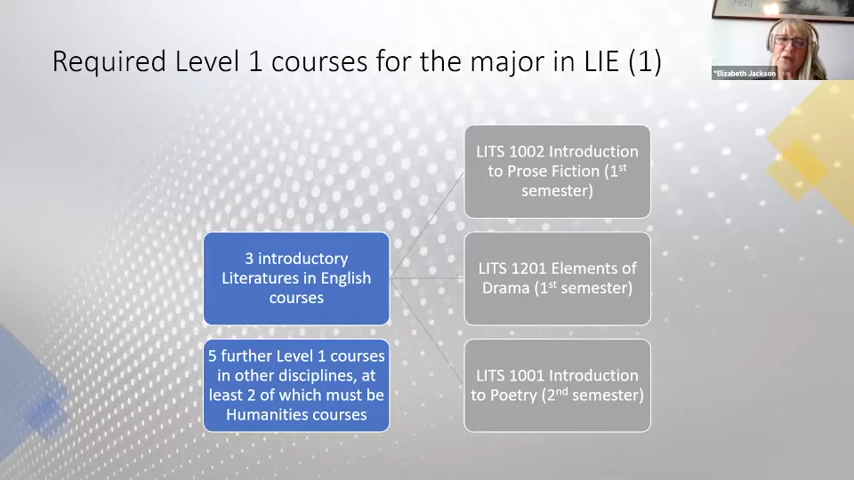 Required Level 1 courses for the major in LIE (1)
*Elizabeth Jackson
3 introductory
Literatures in English
courses
5 further Level 1 courses
in other disciplines, at
least 2 of which must be
Humanities courses
LITS 1002 Introduction
to Prose Fiction (1st
semester)
LITS 1201 Elements of
Drama (1st semester)
LITS 1001 Introduction
to Poetry (2nd semester)